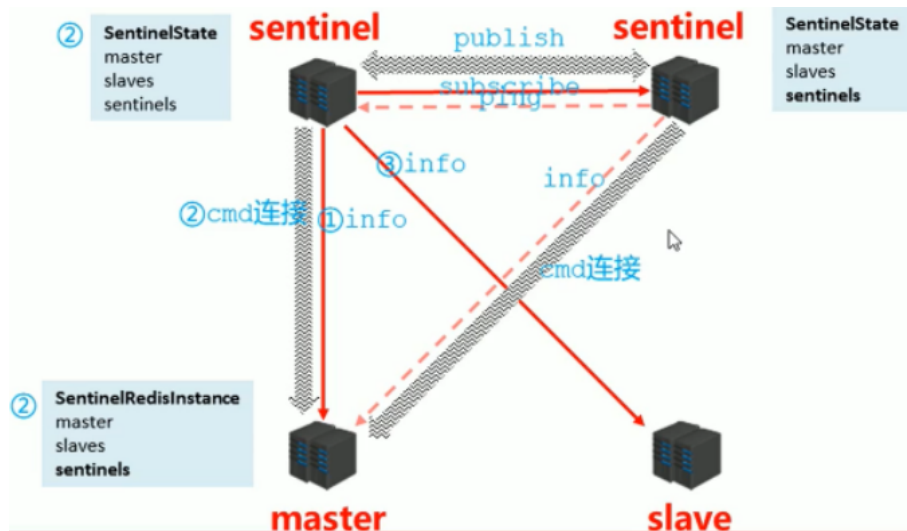 ②
SentinelState
master
slaves
sentinels
sentinel
publish
subscribe
ping
sentinel
SentinelState
master
slaves
sentinels
③info
info
②cmd连接
①info
cmd连接
②
SentinelRedisInstance
master
slaves
sentinels
master
slave